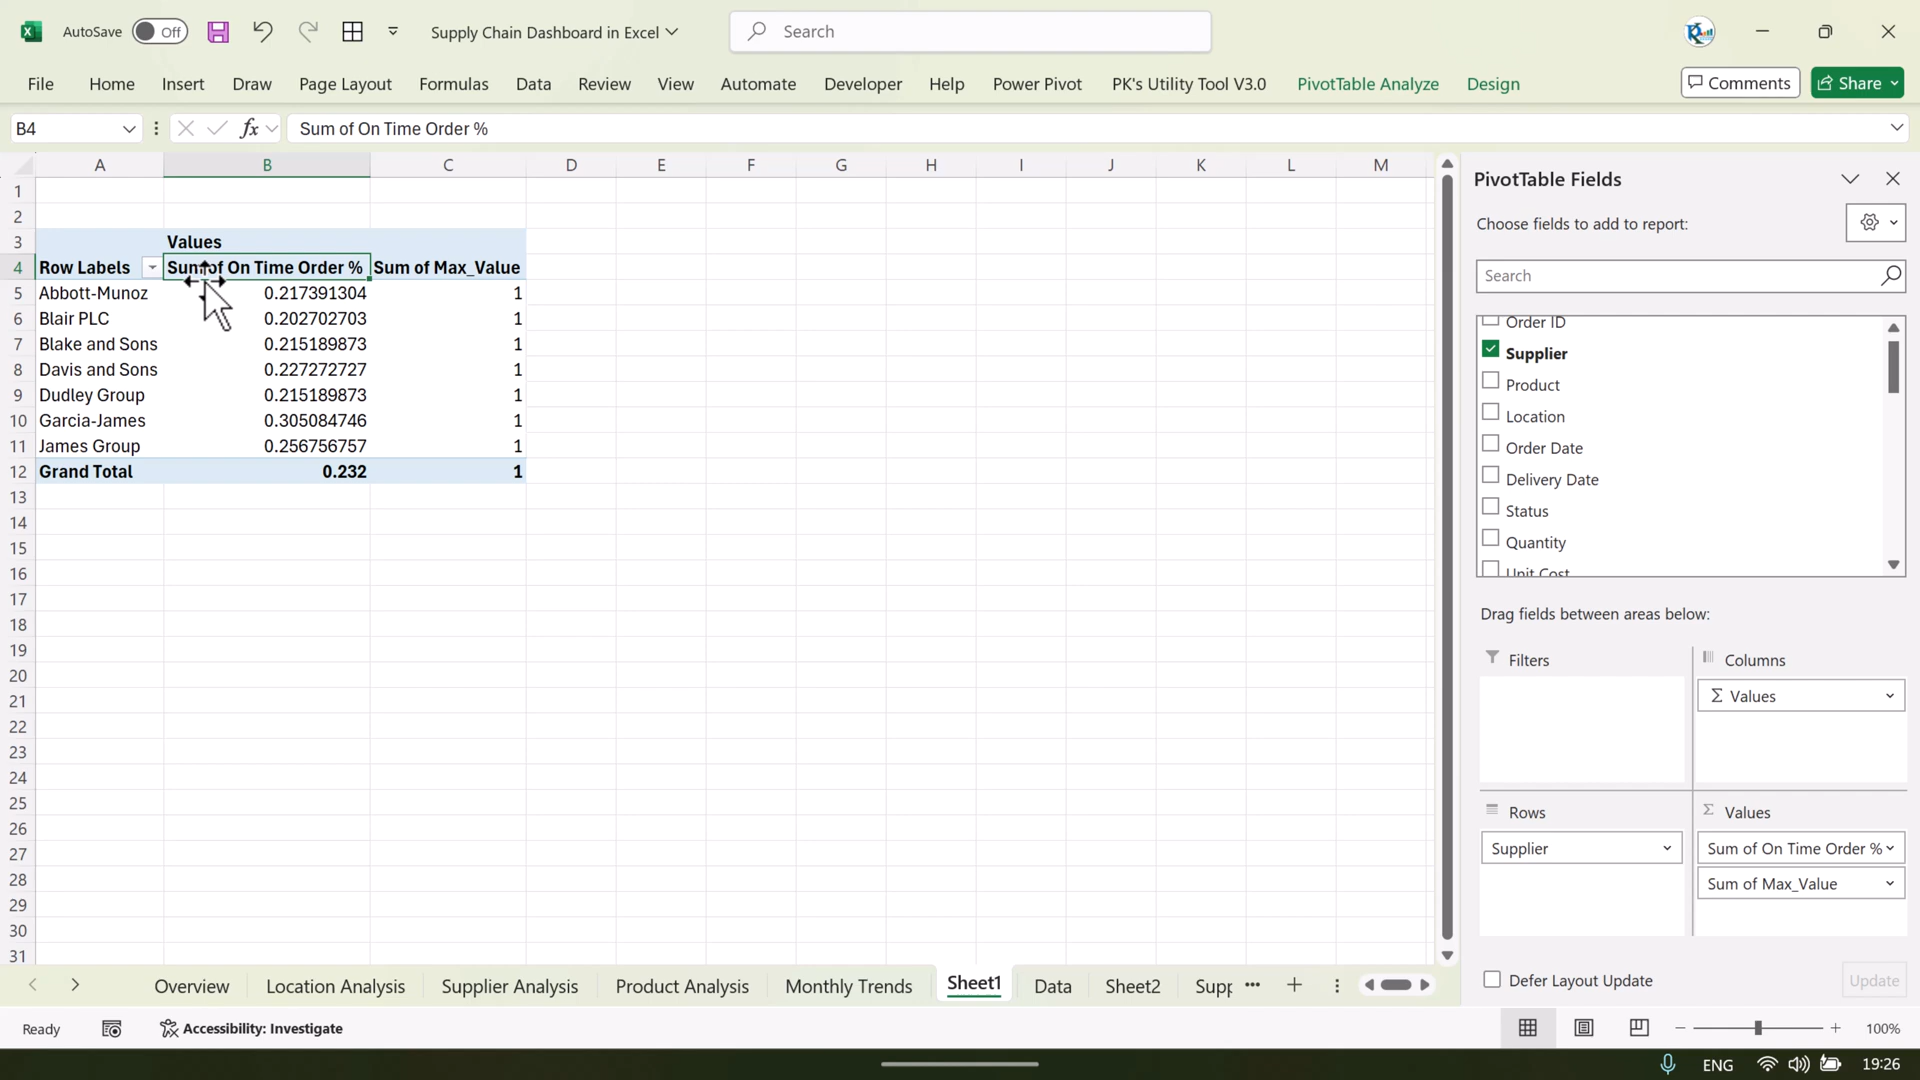 AutoSave Off Supply Chain Dashboard in Excel Search
File Home Insert Draw Page Layout Formulas Data Review View Automate Developer Help Power Pivot PK's Utility Tool V3.0 PivotTable Analyze Design Comments Share
B4 fx Sum of On Time Order %
A B C D E F G H I J K L M
1
2
3 Values
4 Row Labels Sum of On Time Order % Sum of Max_Value
5 Abbott-Munoz 0.217391304 1
6 Blair PLC 0.202702703 1
7 Blake and Sons 0.215189873 1
8 Davis and Sons 0.227272727 1
9 Dudley Group 0.215189873 1
10 Garcia-James 0.305084746 1
11 James Group 0.256756757 1
12 Grand Total 0.232 1
13
14
15
16
17
18
19
20
21
22
23
24
25
26
27
28
29
30
31
PivotTable Fields
Choose fields to add to report:
Search
Order ID
Supplier
Product
Location
Order Date
Delivery Date
Status
Quantity
Unit Cost
Drag fields between areas below:
Filters Columns
Σ Values
Rows Σ Values
Supplier Sum of On Time Order %
Sum of Max_Value
Defer Layout Update Update
Overview Location Analysis Supplier Analysis Product Analysis Monthly Trends Sheet1 Data Sheet2 Supp ...
Ready Accessibility: Investigate 100%
ENG 19:26